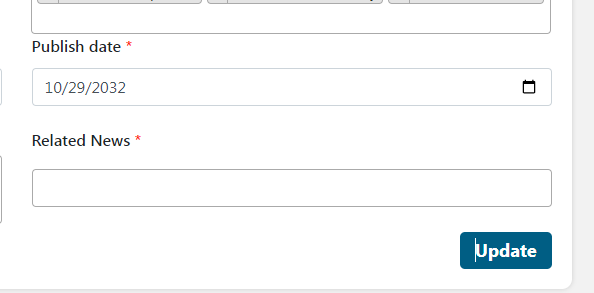 Publish date *
10/29/2032
Related News *
Update